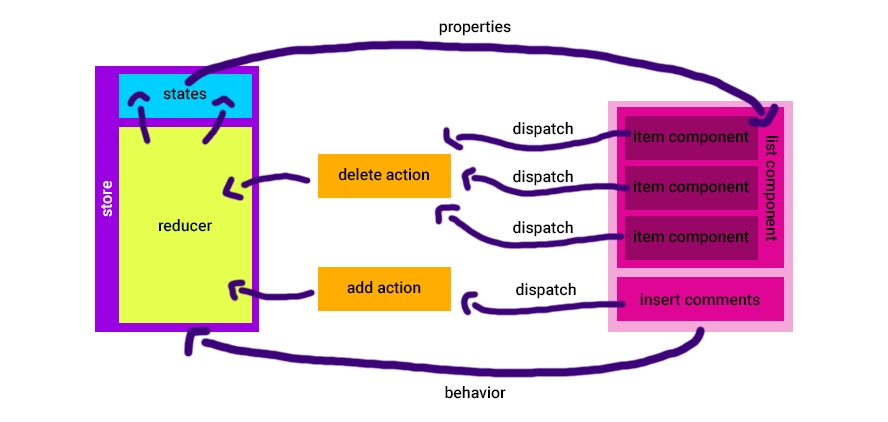 properties
states
store
reducer
delete action
add action
dispatch
dispatch
dispatch
dispatch
item component
item component
item component
list component
insert comments
behavior